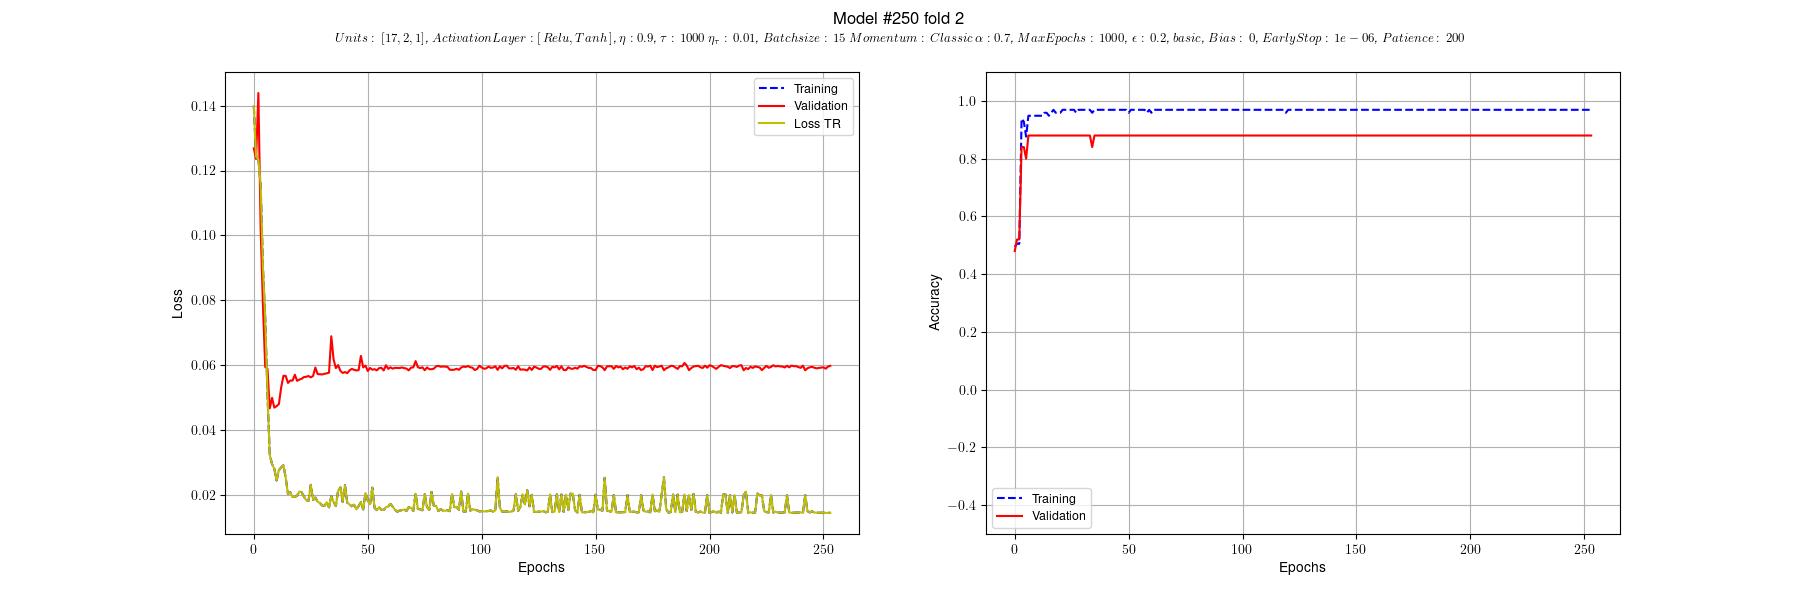 Model #250 fold 2
Units : [17, 2, 1], ActivationLayer : [Relu, Tanh], η : 0.9, τ : 1000 ητ : 0.01, Batchsize : 15 Momentum : Classic α : 0.7, MaxEpochs : 1000, ϵ : 0.2, basic, Bias : 0, EarlyStop : 1e − 06, Patience : 200
Training
Validation
Loss TR
0.14
0.12
0.10
0.08
0.06
0.04
0.02
Loss
0 50 100 150 200 250
Epochs
1.0
0.8
0.6
0.4
0.2
0.0
−0.2
−0.4
Accuracy
Training
Validation
0 50 100 150 200 250
Epochs